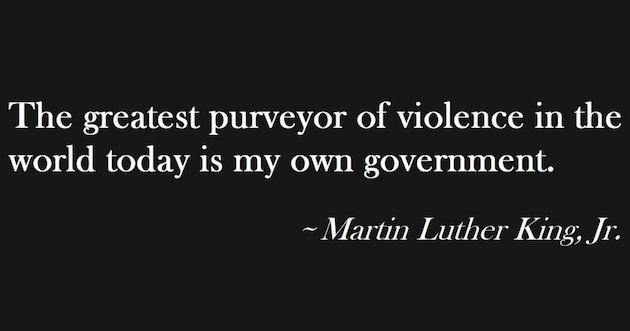 The greatest purveyor of violence in the
world today is my own government.
~ Martin Luther King, Jr.